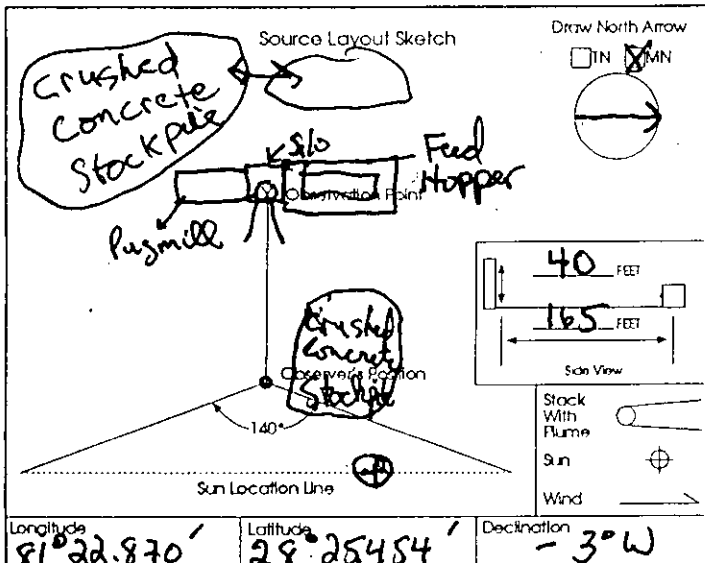 Source Layout Sketch
Draw North Arrow
TN MN
Crushed
Concrete
Stockpile
Silo
Feed
Hopper
Observation Point
Pugmill
40 FEET
165 FEET
Side View
Crushed
Concrete
Stockpile
Observer's Position
140°
Sun Location Line
Stack
With
Plume
Sun
Wind
Longitude
81° 22.870'
Latitude
28° 25.454'
Declination
- 3° W